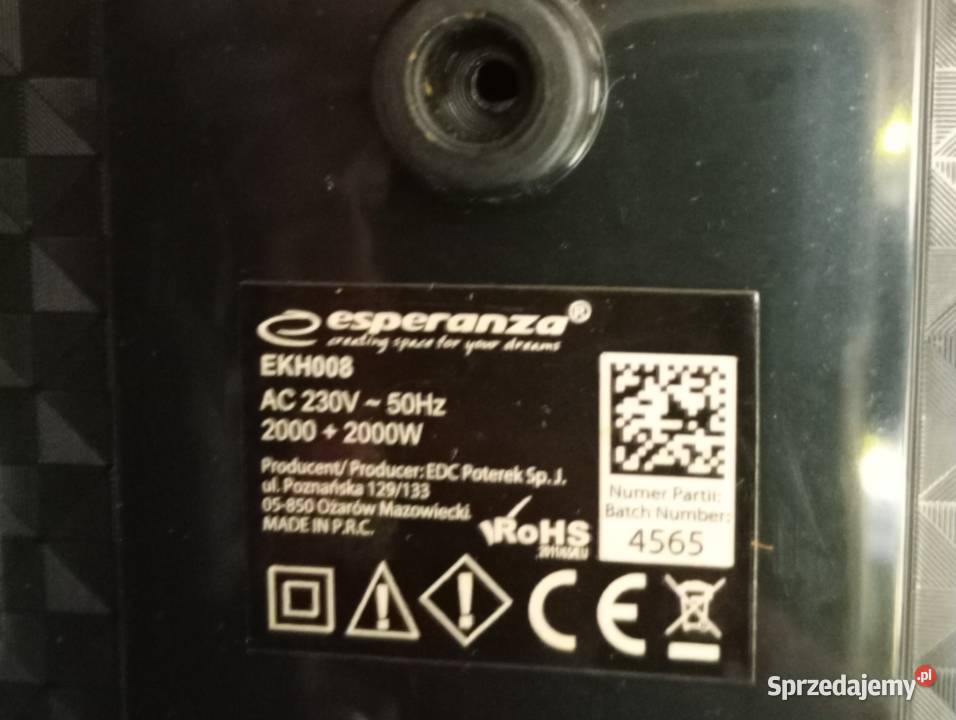 esperanza®
creating space for your dreams
EKH008
AC 230V ~ 50Hz
2000 + 2000W
Producent/ Producer: EDC Poterek Sp. J.
ul. Poznańska 129/133
05-850 Ożarów Mazowiecki
MADE IN P.R.C.
RoHS
2011/65/EU
Numer Partii:
Batch Number:
4565
CE
Sprzedajemy.pl